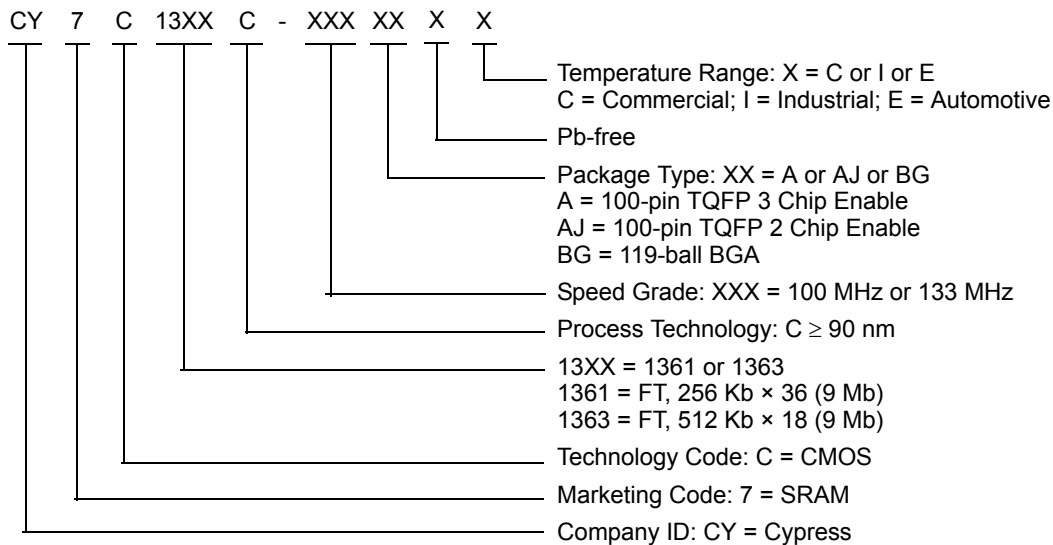 CY 7 C 13XX C - XXX XX X X
Temperature Range: X = C or I or E
C = Commercial; I = Industrial; E = Automotive
Pb-free
Package Type: XX = A or AJ or BG
A = 100-pin TQFP 3 Chip Enable
AJ = 100-pin TQFP 2 Chip Enable
BG = 119-ball BGA
Speed Grade: XXX = 100 MHz or 133 MHz
Process Technology: C ≥ 90 nm
13XX = 1361 or 1363
1361 = FT, 256 Kb × 36 (9 Mb)
1363 = FT, 512 Kb × 18 (9 Mb)
Technology Code: C = CMOS
Marketing Code: 7 = SRAM
Company ID: CY = Cypress